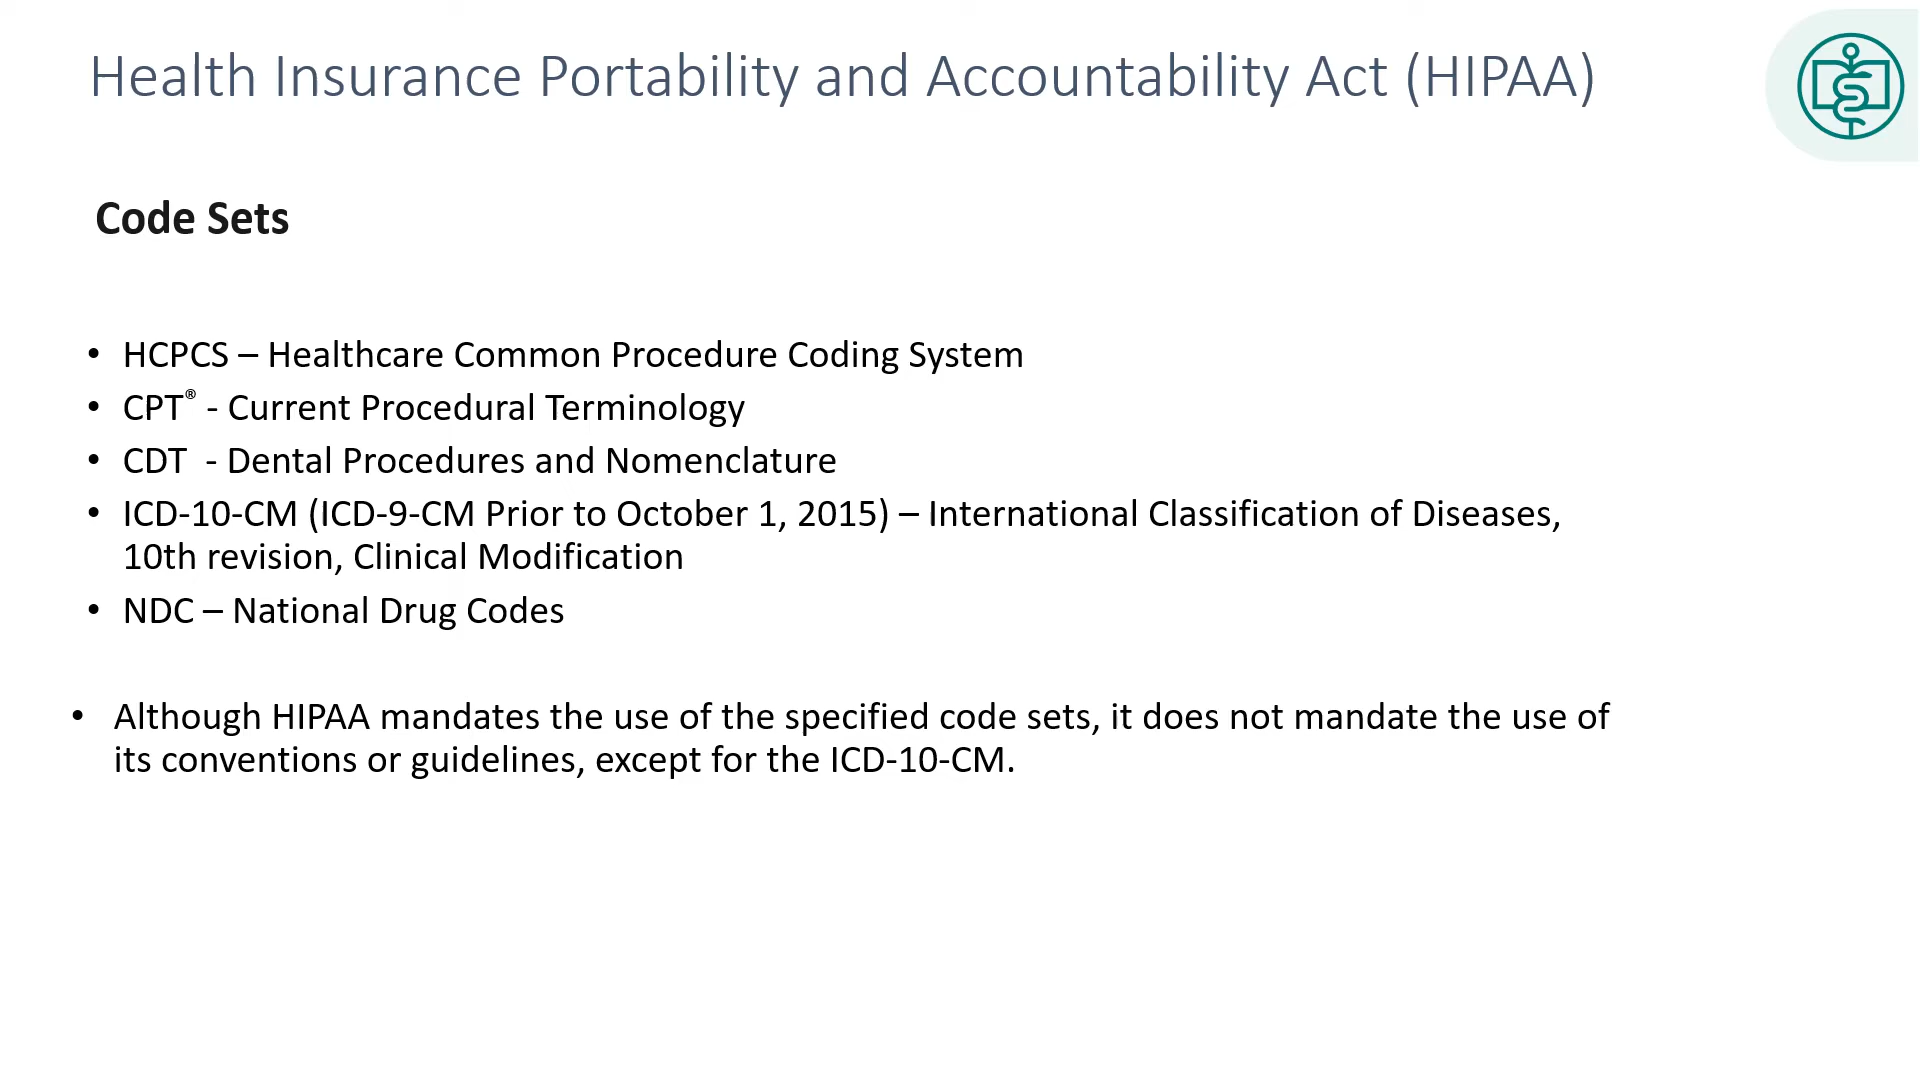 Health Insurance Portability and Accountability Act (HIPAA)
Code Sets
• HCPCS – Healthcare Common Procedure Coding System
• CPT® - Current Procedural Terminology
• CDT  - Dental Procedures and Nomenclature
• ICD-10-CM (ICD-9-CM Prior to October 1, 2015) – International Classification of Diseases,
10th revision, Clinical Modification
• NDC – National Drug Codes
• Although HIPAA mandates the use of the specified code sets, it does not mandate the use of
its conventions or guidelines, except for the ICD-10-CM.